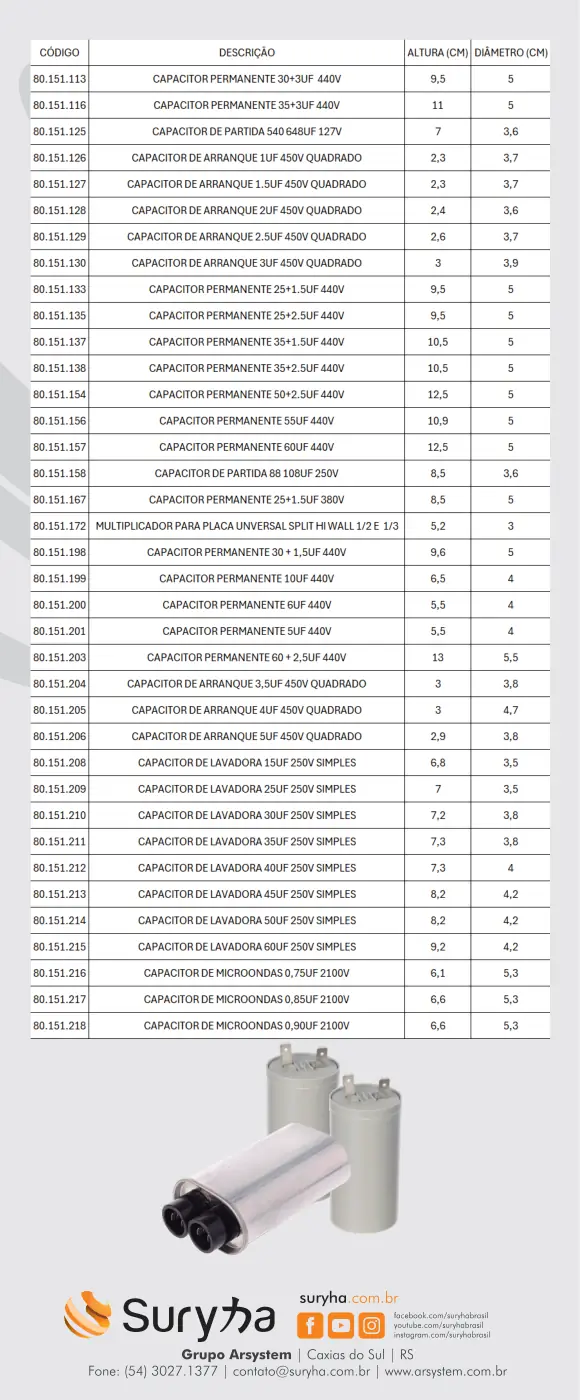 CÓDIGO DESCRIÇÃO ALTURA (CM) DIÂMETRO (CM)
80.151.113 CAPACITOR PERMANENTE 30+3UF 440V 9,5 5
80.151.116 CAPACITOR PERMANENTE 35+3UF 440V 11 5
80.151.125 CAPACITOR DE PARTIDA 540 648UF 127V 7 3,6
80.151.126 CAPACITOR DE ARRANQUE 1UF 450V QUADRADO 2,3 3,7
80.151.127 CAPACITOR DE ARRANQUE 1.5UF 450V QUADRADO 2,3 3,7
80.151.128 CAPACITOR DE ARRANQUE 2UF 450V QUADRADO 2,4 3,6
80.151.129 CAPACITOR DE ARRANQUE 2.5UF 450V QUADRADO 2,6 3,7
80.151.130 CAPACITOR DE ARRANQUE 3UF 450V QUADRADO 3 3,9
80.151.133 CAPACITOR PERMANENTE 25+1.5UF 440V 9,5 5
80.151.135 CAPACITOR PERMANENTE 25+2.5UF 440V 9,5 5
80.151.137 CAPACITOR PERMANENTE 35+1.5UF 440V 10,5 5
80.151.138 CAPACITOR PERMANENTE 35+2.5UF 440V 10,5 5
80.151.154 CAPACITOR PERMANENTE 50+2.5UF 440V 12,5 5
80.151.156 CAPACITOR PERMANENTE 55UF 440V 10,9 5
80.151.157 CAPACITOR PERMANENTE 60UF 440V 12,5 5
80.151.158 CAPACITOR DE PARTIDA 88 108UF 250V 8,5 3,6
80.151.167 CAPACITOR PERMANENTE 25+1.5UF 380V 8,5 5
80.151.172 MULTIPLICADOR PARA PLACA UNVERSAL SPLIT HI WALL 1/2 E 1/3 5,2 3
80.151.198 CAPACITOR PERMANENTE 30 + 1,5UF 440V 9,6 5
80.151.199 CAPACITOR PERMANENTE 10UF 440V 6,5 4
80.151.200 CAPACITOR PERMANENTE 6UF 440V 5,5 4
80.151.201 CAPACITOR PERMANENTE 5UF 440V 5,5 4
80.151.203 CAPACITOR PERMANENTE 60 + 2,5UF 440V 13 5,5
80.151.204 CAPACITOR DE ARRANQUE 3,5UF 450V QUADRADO 3 3,8
80.151.205 CAPACITOR DE ARRANQUE 4UF 450V QUADRADO 3 4,7
80.151.206 CAPACITOR DE ARRANQUE 5UF 450V QUADRADO 2,9 3,8
80.151.208 CAPACITOR DE LAVADORA 15UF 250V SIMPLES 6,8 3,5
80.151.209 CAPACITOR DE LAVADORA 25UF 250V SIMPLES 7 3,5
80.151.210 CAPACITOR DE LAVADORA 30UF 250V SIMPLES 7,2 3,8
80.151.211 CAPACITOR DE LAVADORA 35UF 250V SIMPLES 7,3 3,8
80.151.212 CAPACITOR DE LAVADORA 40UF 250V SIMPLES 7,3 4
80.151.213 CAPACITOR DE LAVADORA 45UF 250V SIMPLES 8,2 4,2
80.151.214 CAPACITOR DE LAVADORA 50UF 250V SIMPLES 8,2 4,2
80.151.215 CAPACITOR DE LAVADORA 60UF 250V SIMPLES 9,2 4,2
80.151.216 CAPACITOR DE MICROONDAS 0,75UF 2100V 6,1 5,3
80.151.217 CAPACITOR DE MICROONDAS 0,85UF 2100V 6,6 5,3
80.151.218 CAPACITOR DE MICROONDAS 0,90UF 2100V 6,6 5,3
Suryha
suryha.com.br
facebook.com/suryhabrasil
youtube.com/suryhabrasil
instagram.com/suryhabrasil
Grupo Arsystem | Caxias do Sul | RS
Fone: (54) 3027.1377 | contato@suryha.com.br | www.arsystem.com.br